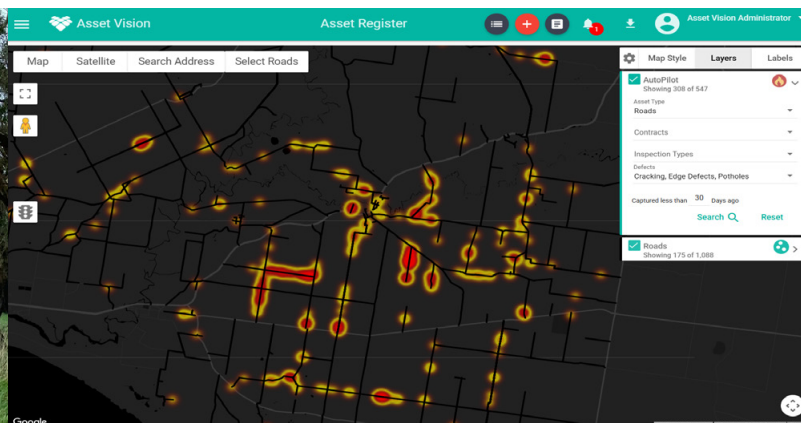 Asset Vision
Asset Register
1
Asset Vision Administrator
Map
Satellite
Search Address
Select Roads
Map Style
Layers
Labels
AutoPilot
Showing 308 of 547
Asset Type
Roads
Contracts
Inspection Types
Defects
Cracking, Edge Defects, Potholes
Captured less than 30 Days ago
Search
Reset
Roads
Showing 175 of 1,088
Google